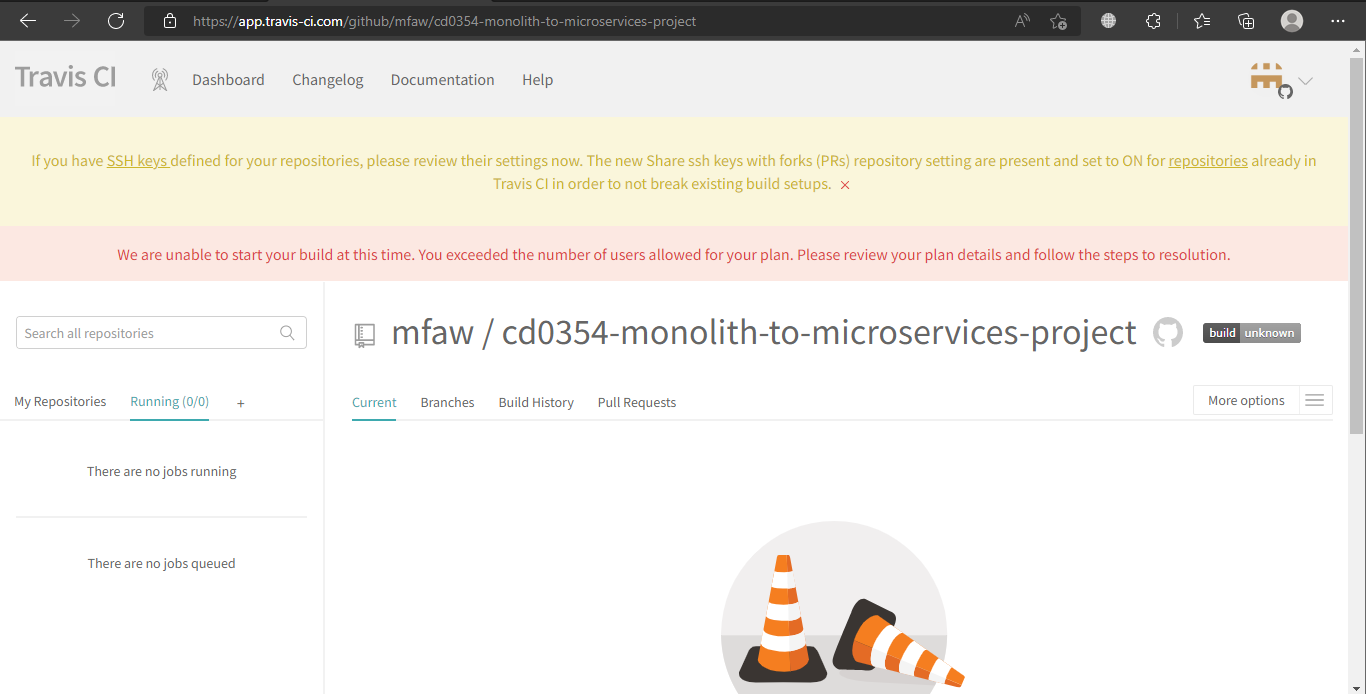 https://app.travis-ci.com/github/mfaw/cd0354-monolith-to-microservices-project
Travis CI
Dashboard
Changelog
Documentation
Help
If you have SSH keys defined for your repositories, please review their settings now. The new Share ssh keys with forks (PRs) repository setting are present and set to ON for repositories already in
Travis CI in order to not break existing build setups. ×
We are unable to start your build at this time. You exceeded the number of users allowed for your plan. Please review your plan details and follow the steps to resolution.
Search all repositories
mfaw / cd0354-monolith-to-microservices-project
build unknown
My Repositories
Running (0/0)
+
Current
Branches
Build History
Pull Requests
More options
There are no jobs running
There are no jobs queued